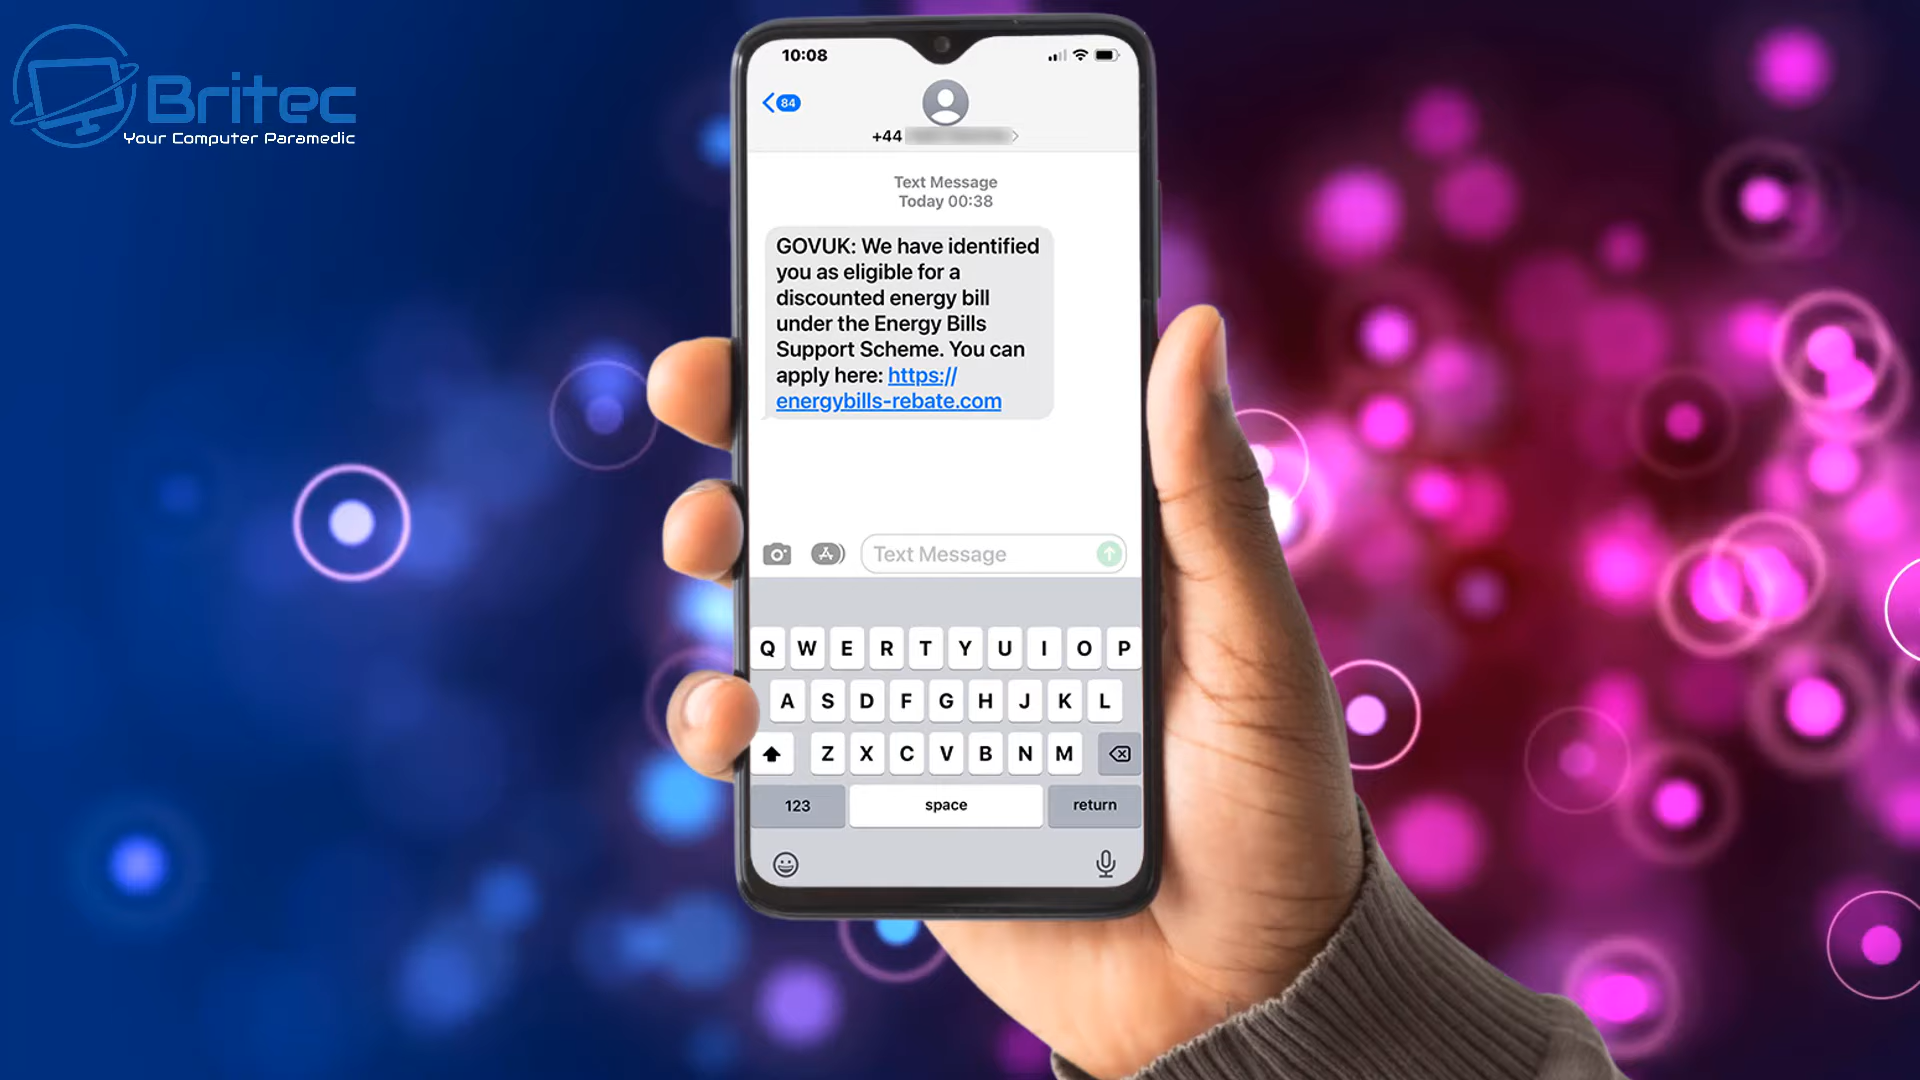 Britec
Your Computer Paramedic
10:08
84
+44
Text Message
Today 00:38
GOVUK: We have identified
you as eligible for a
discounted energy bill
under the Energy Bills
Support Scheme. You can
apply here: https://
energybills-rebate.com
Text Message
Q W E R T Y U I O P
A S D F G H J K L
Z X C V B N M
123 space return